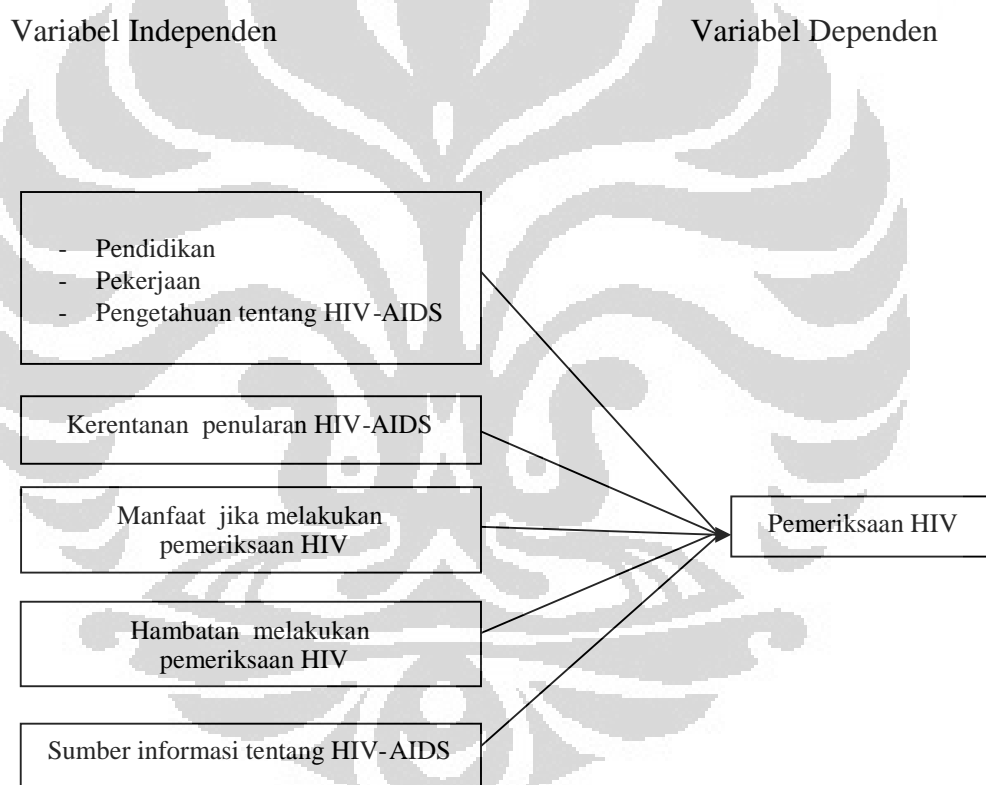 Variabel Independen
Variabel Dependen
- Pendidikan
- Pekerjaan
- Pengetahuan tentang HIV-AIDS
Kerentanan penularan HIV-AIDS
Manfaat jika melakukan
pemeriksaan HIV
Pemeriksaan HIV
Hambatan melakukan
pemeriksaan HIV
Sumber informasi tentang HIV-AIDS